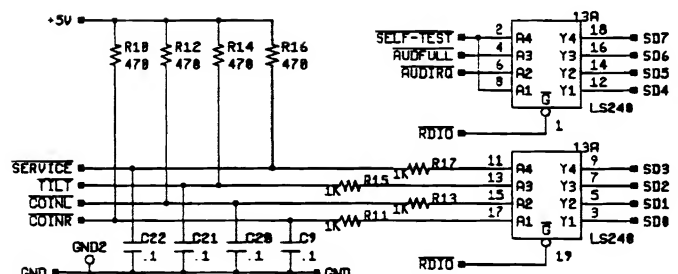 +5V
R10 R12 R14 R16
470 470 470 470
13A
SELF-TEST 2 A4 Y4 18 SD7
AUDFULL 4 A3 Y3 16 SD6
AUDIRQ 6 A2 Y2 14 SD5
8 A1 Y1 12 SD4
G LS240
RDIO 1
13A
SERVICE R17 1K 11 A4 Y4 9 SD3
TILT R15 1K 13 A3 Y3 7 SD2
COINL R13 1K 15 A2 Y2 5 SD1
COINR R11 1K 17 A1 Y1 3 SD0
G LS240
GND2 C22 C21 C20 C9
.1 .1 .1 .1
RDIO 19
GND GND